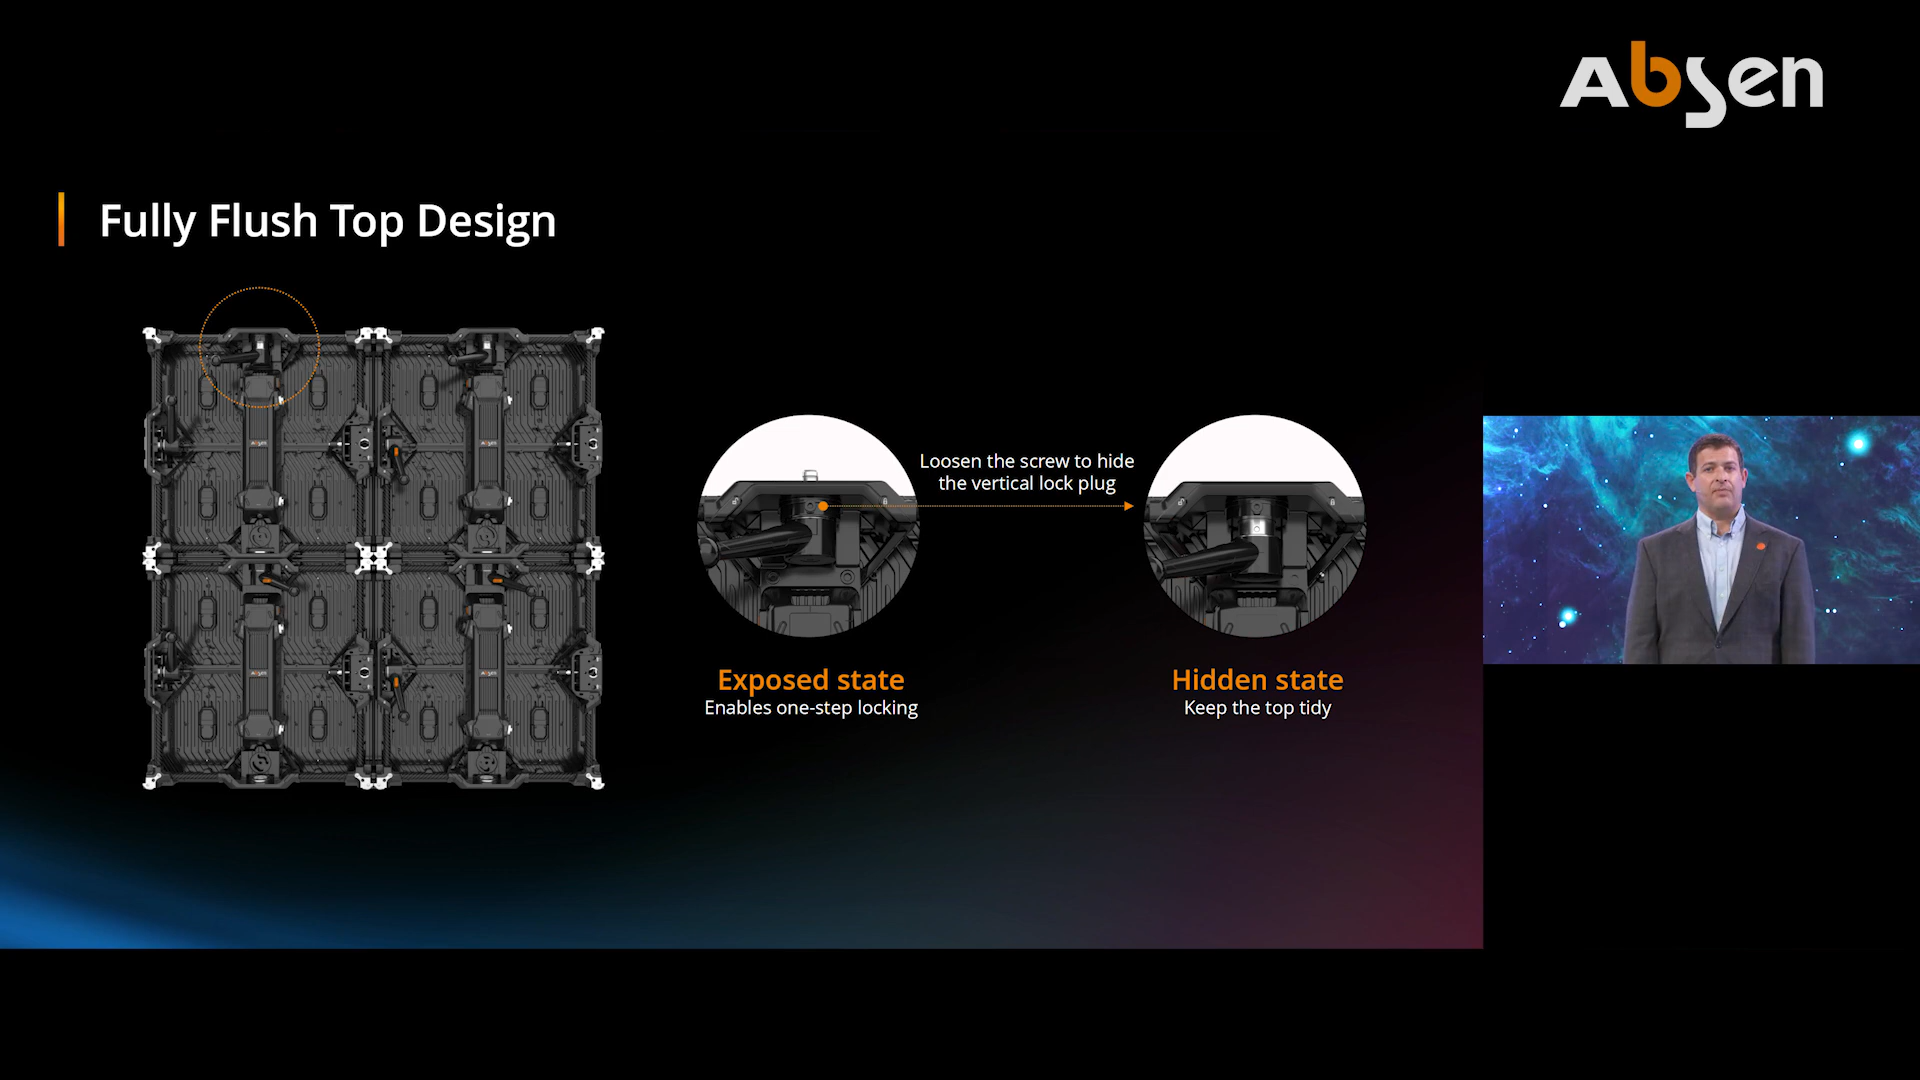 Absen
Fully Flush Top Design
Loosen the screw to hide
the vertical lock plug
Exposed state
Enables one-step locking
Hidden state
Keep the top tidy